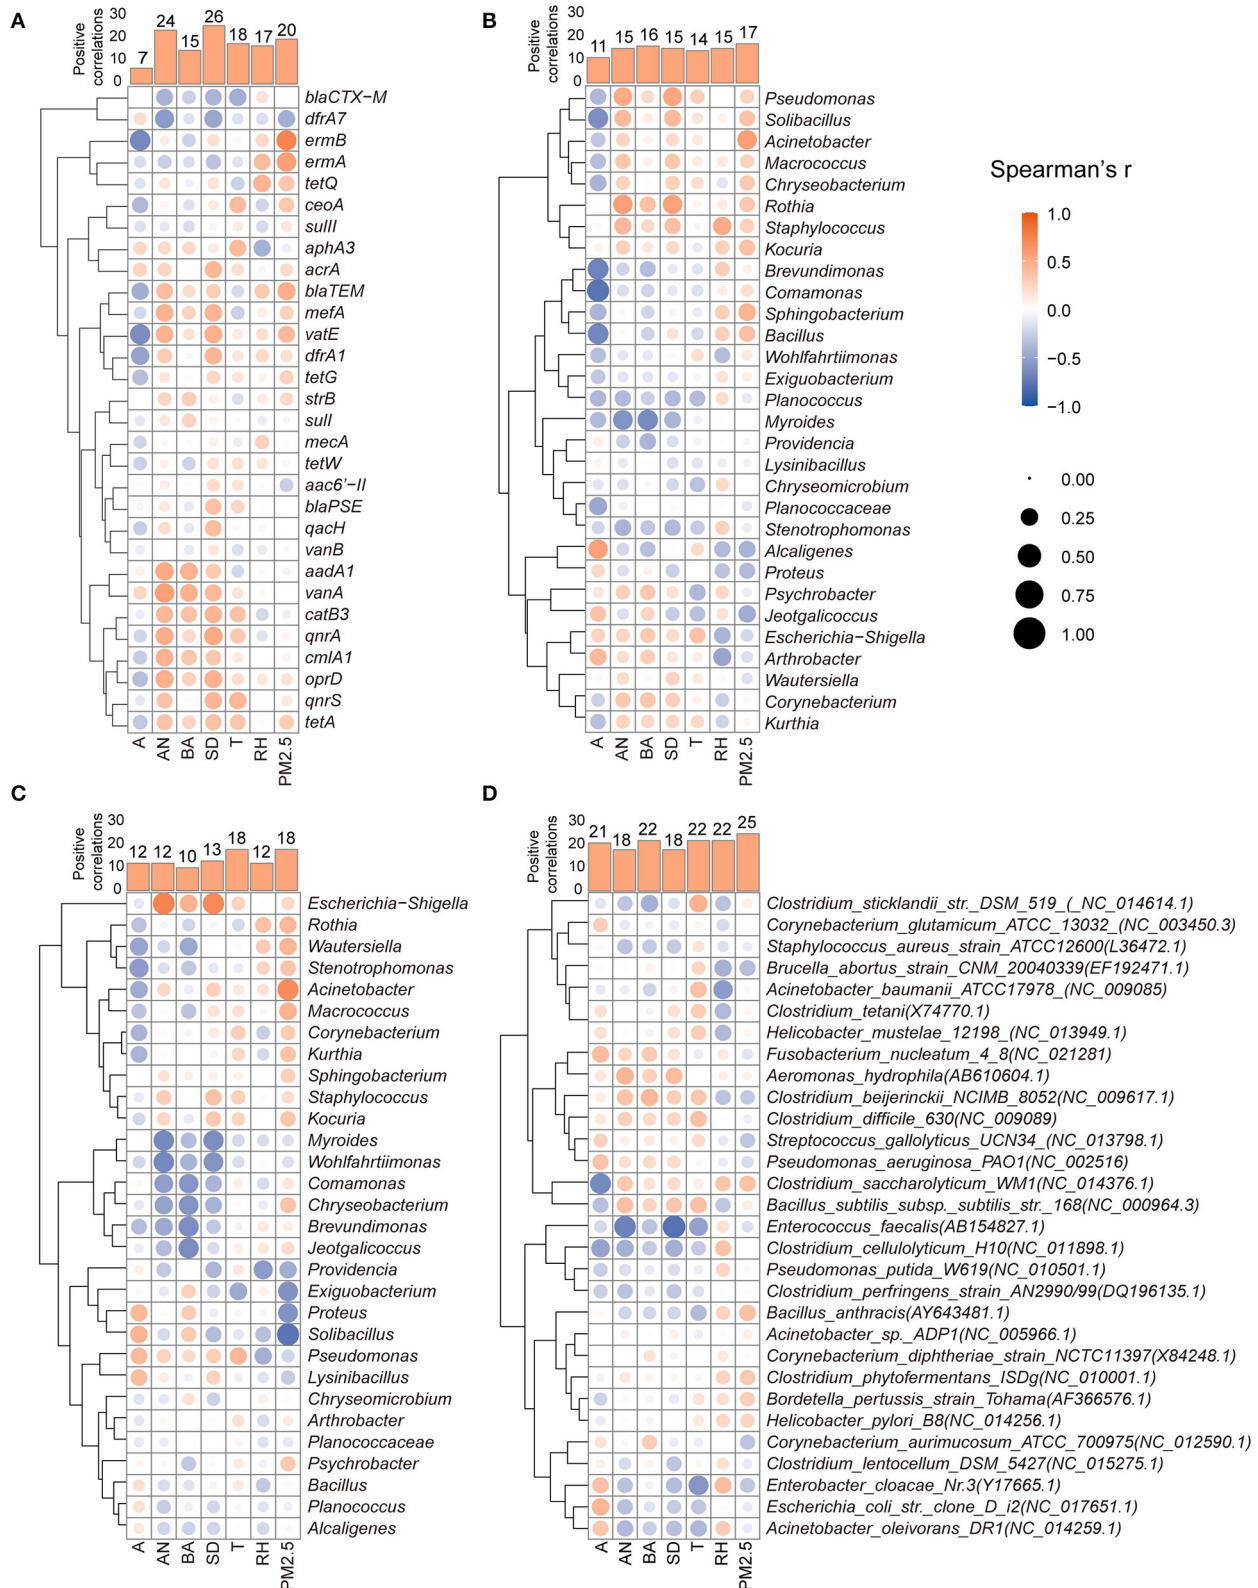 A
Positive
correlations
30
20
10
0
7
24
15
26
18
17
20
blaCTX−M
dfrA7
ermB
ermA
tetQ
ceoA
sulII
aphA3
acrA
blaTEM
mefA
vatE
dfrA1
tetG
strB
sulI
mecA
tetW
aac6'−II
blaPSE
qacH
vanB
aadA1
vanA
catB3
qnrA
cmlA1
oprD
qnrS
tetA
A
AN
BA
SD
T
RH
PM2.5
B
Positive
correlations
30
20
10
0
11
15
16
15
14
15
17
Pseudomonas
Solibacillus
Acinetobacter
Macrococcus
Chryseobacterium
Rothia
Staphylococcus
Kocuria
Brevundimonas
Comamonas
Sphingobacterium
Bacillus
Wohlfahrtiimonas
Exiguobacterium
Planococcus
Myroides
Providencia
Lysinibacillus
Chryseomicrobium
Planococcaceae
Stenotrophomonas
Alcaligenes
Proteus
Psychrobacter
Jeotgalicoccus
Escherichia−Shigella
Arthrobacter
Wautersiella
Corynebacterium
Kurthia
A
AN
BA
SD
T
RH
PM2.5
Spearman's r
1.0
0.5
0.0
−0.5
−1.0
0.00
0.25
0.50
0.75
1.00
C
Positive
correlations
30
20
10
0
12
12
10
13
18
12
18
Escherichia−Shigella
Rothia
Wautersiella
Stenotrophomonas
Acinetobacter
Macrococcus
Corynebacterium
Kurthia
Sphingobacterium
Staphylococcus
Kocuria
Myroides
Wohlfahrtiimonas
Comamonas
Chryseobacterium
Brevundimonas
Jeotgalicoccus
Providencia
Exiguobacterium
Proteus
Solibacillus
Pseudomonas
Lysinibacillus
Chryseomicrobium
Arthrobacter
Planococcaceae
Psychrobacter
Bacillus
Planococcus
Alcaligenes
A
AN
BA
SD
T
RH
PM2.5
D
Positive
correlations
30
20
10
0
21
18
22
18
22
22
25
Clostridium_sticklandii_str._DSM_519_(_NC_014614.1)
Corynebacterium_glutamicum_ATCC_13032_(NC_003450.3)
Staphylococcus_aureus_strain_ATCC12600(L36472.1)
Brucella_abortus_strain_CNM_20040339(EF192471.1)
Acinetobacter_baumanii_ATCC17978_(NC_009085)
Clostridium_tetani(X74770.1)
Helicobacter_mustelae_12198_(NC_013949.1)
Fusobacterium_nucleatum_4_8(NC_021281)
Aeromonas_hydrophila(AB610604.1)
Clostridium_beijerinckii_NCIMB_8052(NC_009617.1)
Clostridium_difficile_630(NC_009089)
Streptococcus_gallolyticus_UCN34_(NC_013798.1)
Pseudomonas_aeruginosa_PAO1(NC_002516)
Clostridium_saccharolyticum_WM1(NC_014376.1)
Bacillus_subtilis_subsp._subtilis_str._168(NC_000964.3)
Enterococcus_faecalis(AB154827.1)
Clostridium_cellulolyticum_H10(NC_011898.1)
Pseudomonas_putida_W619(NC_010501.1)
Clostridium_perfringens_strain_AN2990/99(DQ196135.1)
Bacillus_anthracis(AY643481.1)
Acinetobacter_sp._ADP1(NC_005966.1)
Corynebacterium_diphtheriae_strain_NCTC11397(X84248.1)
Clostridium_phytofermentans_ISDg(NC_010001.1)
Bordetella_pertussis_strain_Tohama(AF366576.1)
Helicobacter_pylori_B8(NC_014256.1)
Corynebacterium_aurimucosum_ATCC_700975(NC_012590.1)
Clostridium_lentocellum_DSM_5427(NC_015275.1)
Enterobacter_cloacae_Nr.3(Y17665.1)
Escherichia_coli_str._clone_D_i2(NC_017651.1)
Acinetobacter_oleivorans_DR1(NC_014259.1)
A
AN
BA
SD
T
RH
PM2.5